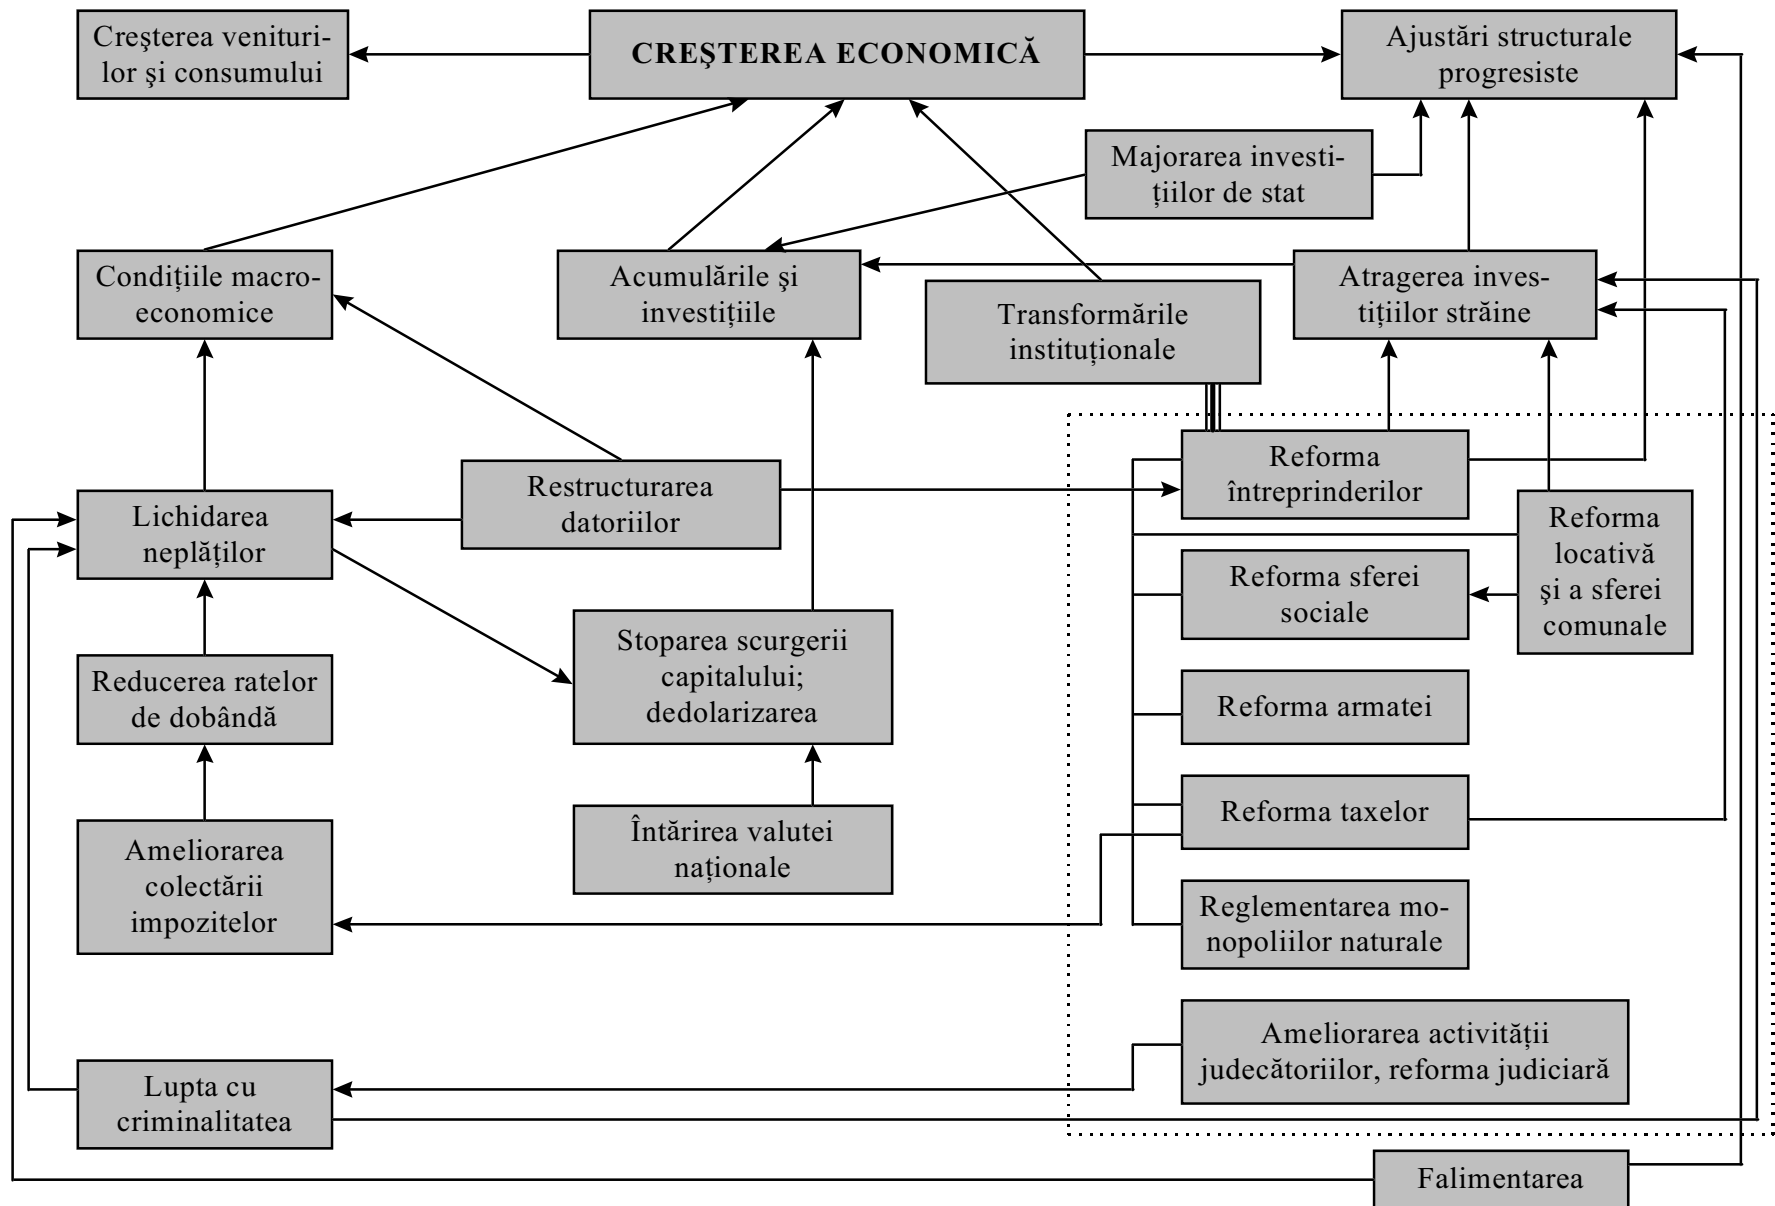 Creşterea venituri-
lor şi consumului
CREŞTEREA ECONOMICĂ
Ajustări structurale
progresiste
Majorarea investi-
țiilor de stat
Condițiile macro-
economice
Acumulările şi
investițiile
Transformările
instituționale
Atragerea inves-
tițiilor străine
Reforma
întreprinderilor
Restructurarea
datoriilor
Lichidarea
neplăților
Reforma
locativă
şi a sferei
comunale
Reforma sferei
sociale
Stoparea scurgerii
capitalului;
dedolarizarea
Reducerea ratelor
de dobândă
Reforma armatei
Reforma taxelor
Întărirea valutei
naționale
Ameliorarea
colectării
impozitelor
Reglementarea mo-
nopoliilor naturale
Ameliorarea activității
judecătoriilor, reforma judiciară
Lupta cu
criminalitatea
Falimentarea